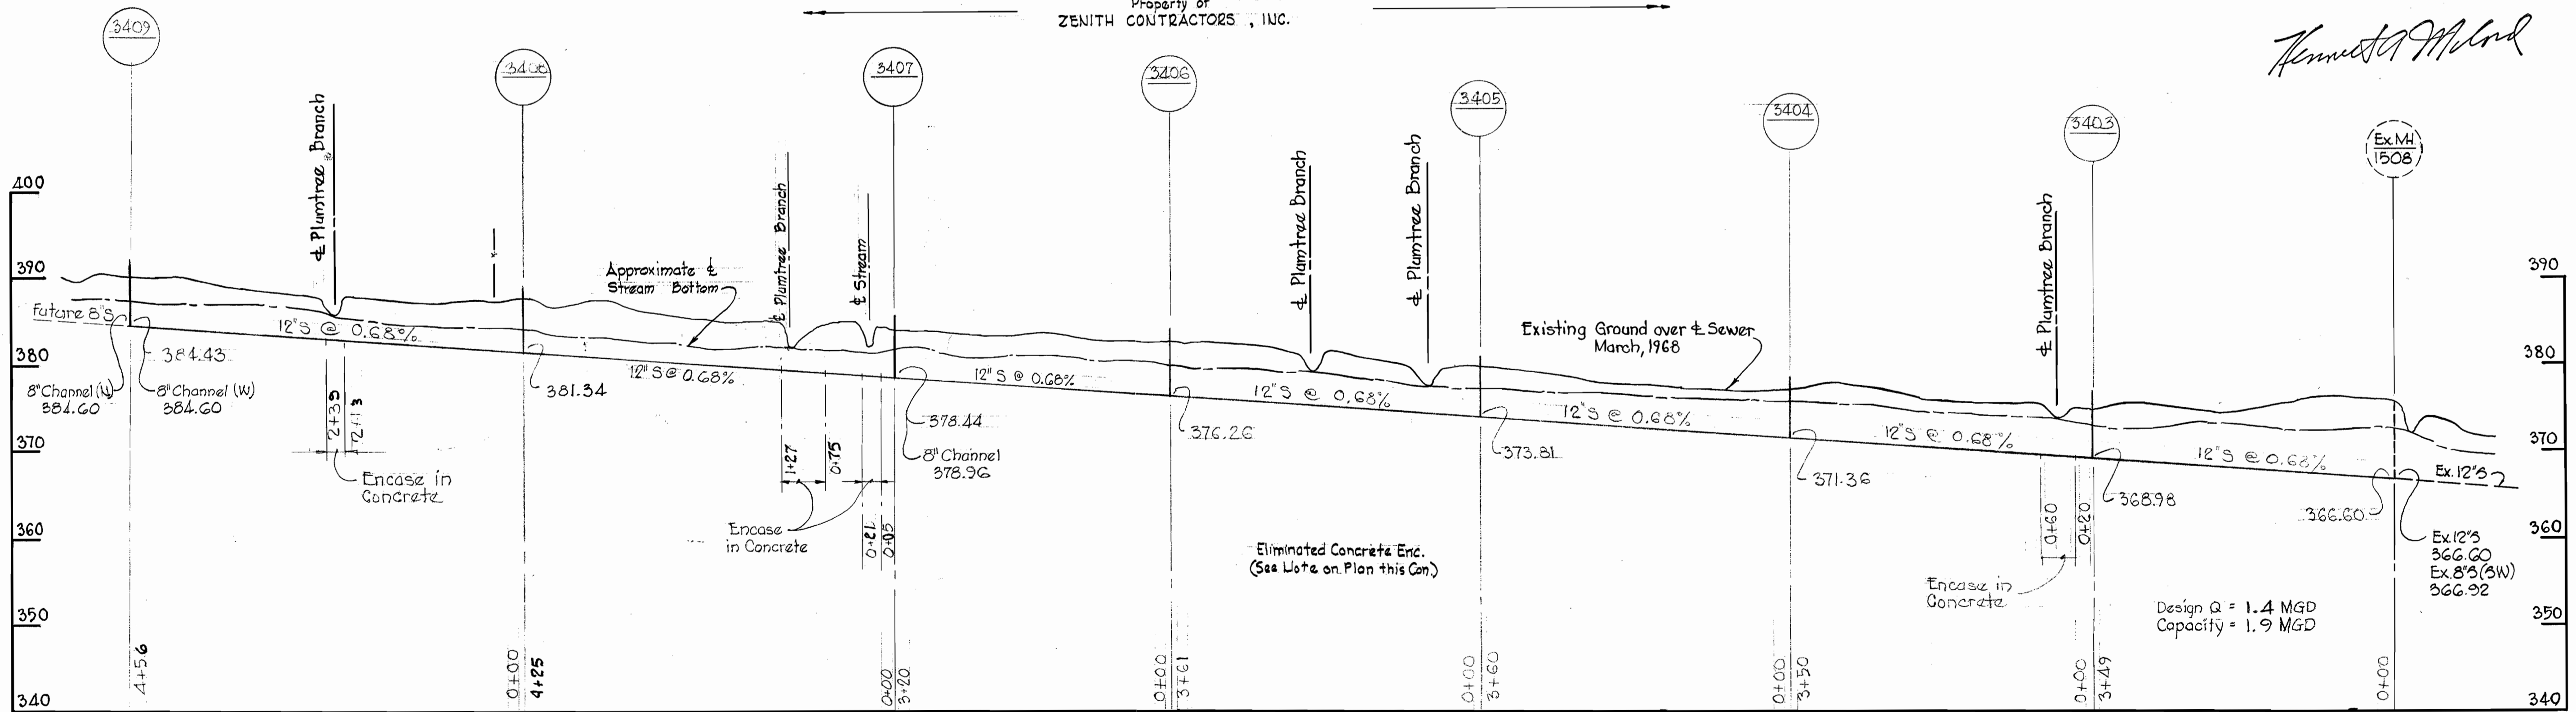 Property of
ZENITH CONTRACTORS , INC.
3409
3408
3407
3406
3405
3404
3403
Ex.MH
1508
℄ Plumtree Branch
℄ Plumtree Branch
℄ Stream
℄ Plumtree Branch
℄ Plumtree Branch
℄ Plumtree Branch
400
390
380
370
360
350
340
390
380
370
360
350
340
Approximate ℄
Stream Bottom
Existing Ground over ℄ Sewer
March, 1968
Future 8"S
12"S @ 0.68%
12"S @ 0.68%
12"S @ 0.68%
12"S @ 0.68%
12"S @ 0.68%
12"S @ 0.68%
12"S @ 0.68%
Ex.12"S
384.43
8"Channel (N)
384.60
8"Channel (W)
384.60
381.34
378.44
8"Channel
378.96
376.26
373.81
371.36
368.98
366.60
Ex.12"S
366.60
Ex.8"S(SW)
366.92
2+39
2+13
Encase in
Concrete
1+27
0+75
0+21
0+05
Encase
in Concrete
Eliminated Concrete Enc.
(See Note on Plan this Con.)
0+60
0+20
Encase in
Concrete
Design Q = 1.4 MGD
Capacity = 1.9 MGD
4+56
0+00
4+25
0+00
3+20
0+00
3+61
0+00
3+60
0+00
3+50
0+00
3+49
0+00